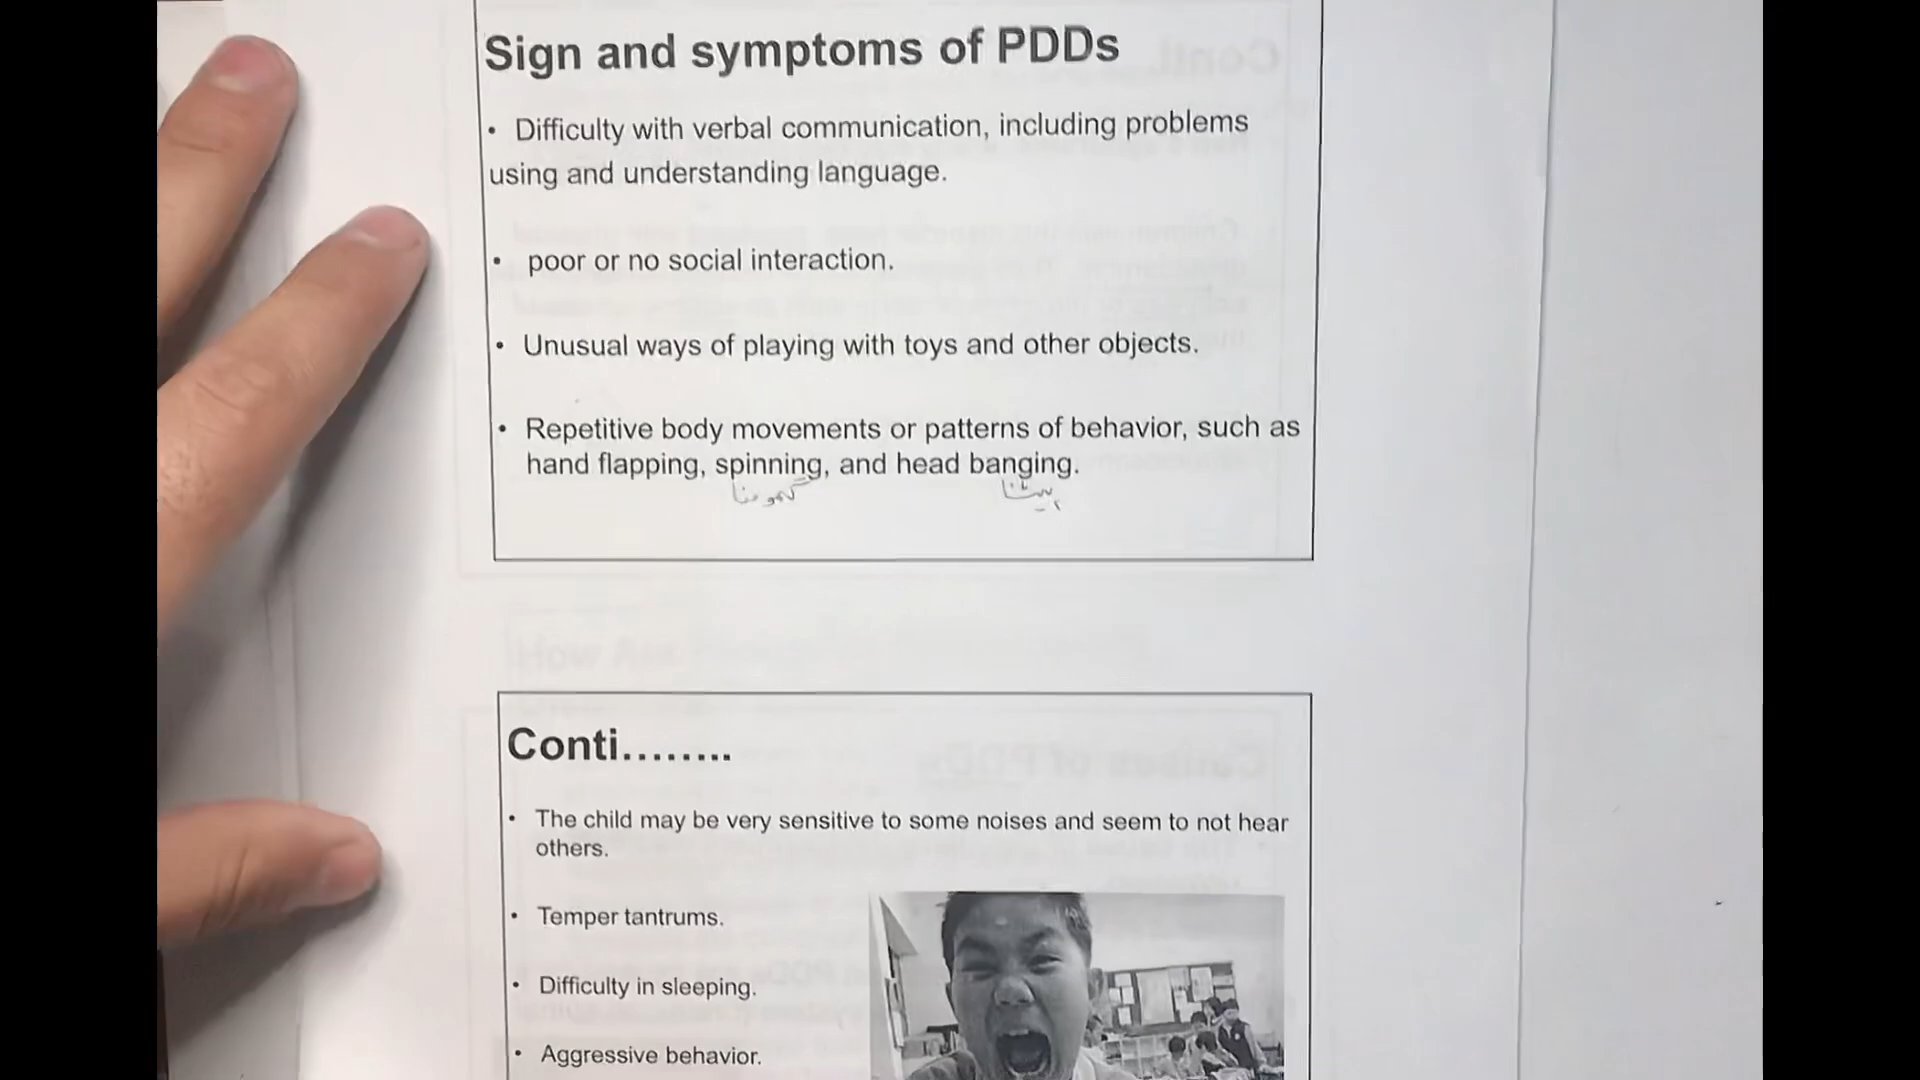 Sign and symptoms of PDDs
• Difficulty with verbal communication, including problems
using and understanding language.
• poor or no social interaction.
• Unusual ways of playing with toys and other objects.
• Repetitive body movements or patterns of behavior, such as
hand flapping, spinning, and head banging.
گھومنا
Conti........
• The child may be very sensitive to some noises and seem to not hear
others.
• Temper tantrums.
• Difficulty in sleeping.
• Aggressive behavior.